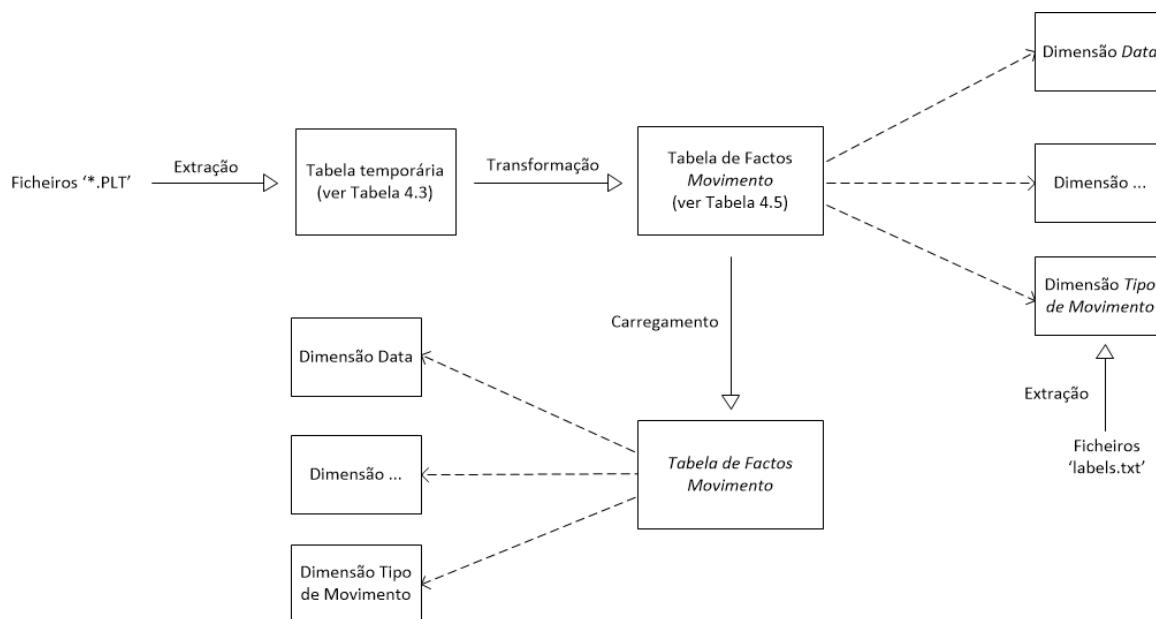 Ficheiros ‘*.PLT’
Extração
Tabela temporária
(ver Tabela 4.3)
Transformação
Tabela de Factos
Movimento
(ver Tabela 4.5)
Dimensão Data
Dimensão ...
Dimensão Tipo
de Movimento
Extração
Ficheiros
‘labels.txt’
Carregamento
Tabela de Factos
Movimento
Dimensão Data
Dimensão ...
Dimensão Tipo
de Movimento